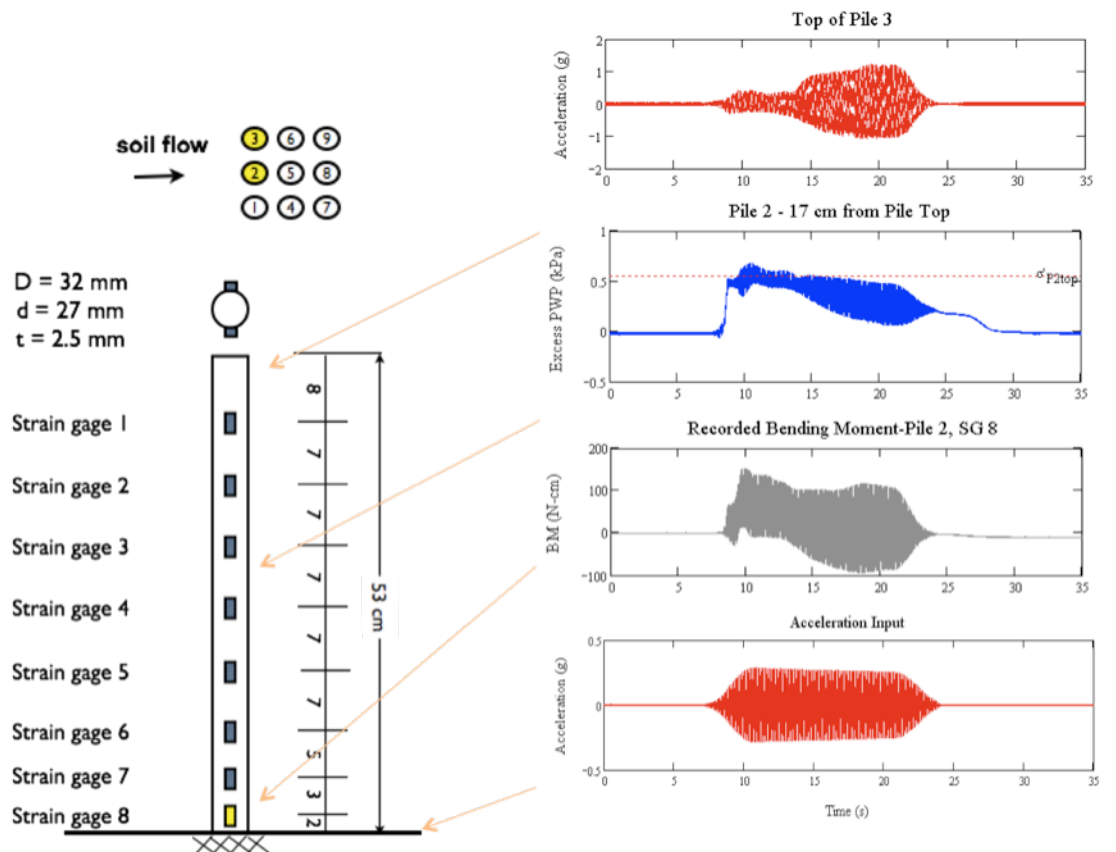 soil flow
3 6 9
2 5 8
1 4 7
D = 32 mm
d = 27 mm
t = 2.5 mm
Strain gage 1
Strain gage 2
Strain gage 3
Strain gage 4
Strain gage 5
Strain gage 6
Strain gage 7
Strain gage 8
8
7
7
7
7
7
5
3
2
53 cm
Top of Pile 3
Acceleration (g)
2
1
0
−1
−2
0 5 10 15 20 25 30 35
Pile 2 - 17 cm from Pile Top
Excess PWP (kPa)
1
0.5
0
−0.5
σ'P2top
0 5 10 15 20 25 30 35
Recorded Bending Moment-Pile 2, SG 8
BM (N-cm)
200
100
0
−100
0 5 10 15 20 25 30 35
Acceleration Input
Acceleration (g)
0.5
0
0.5
0 5 10 15 20 25 30 35
Time (s)